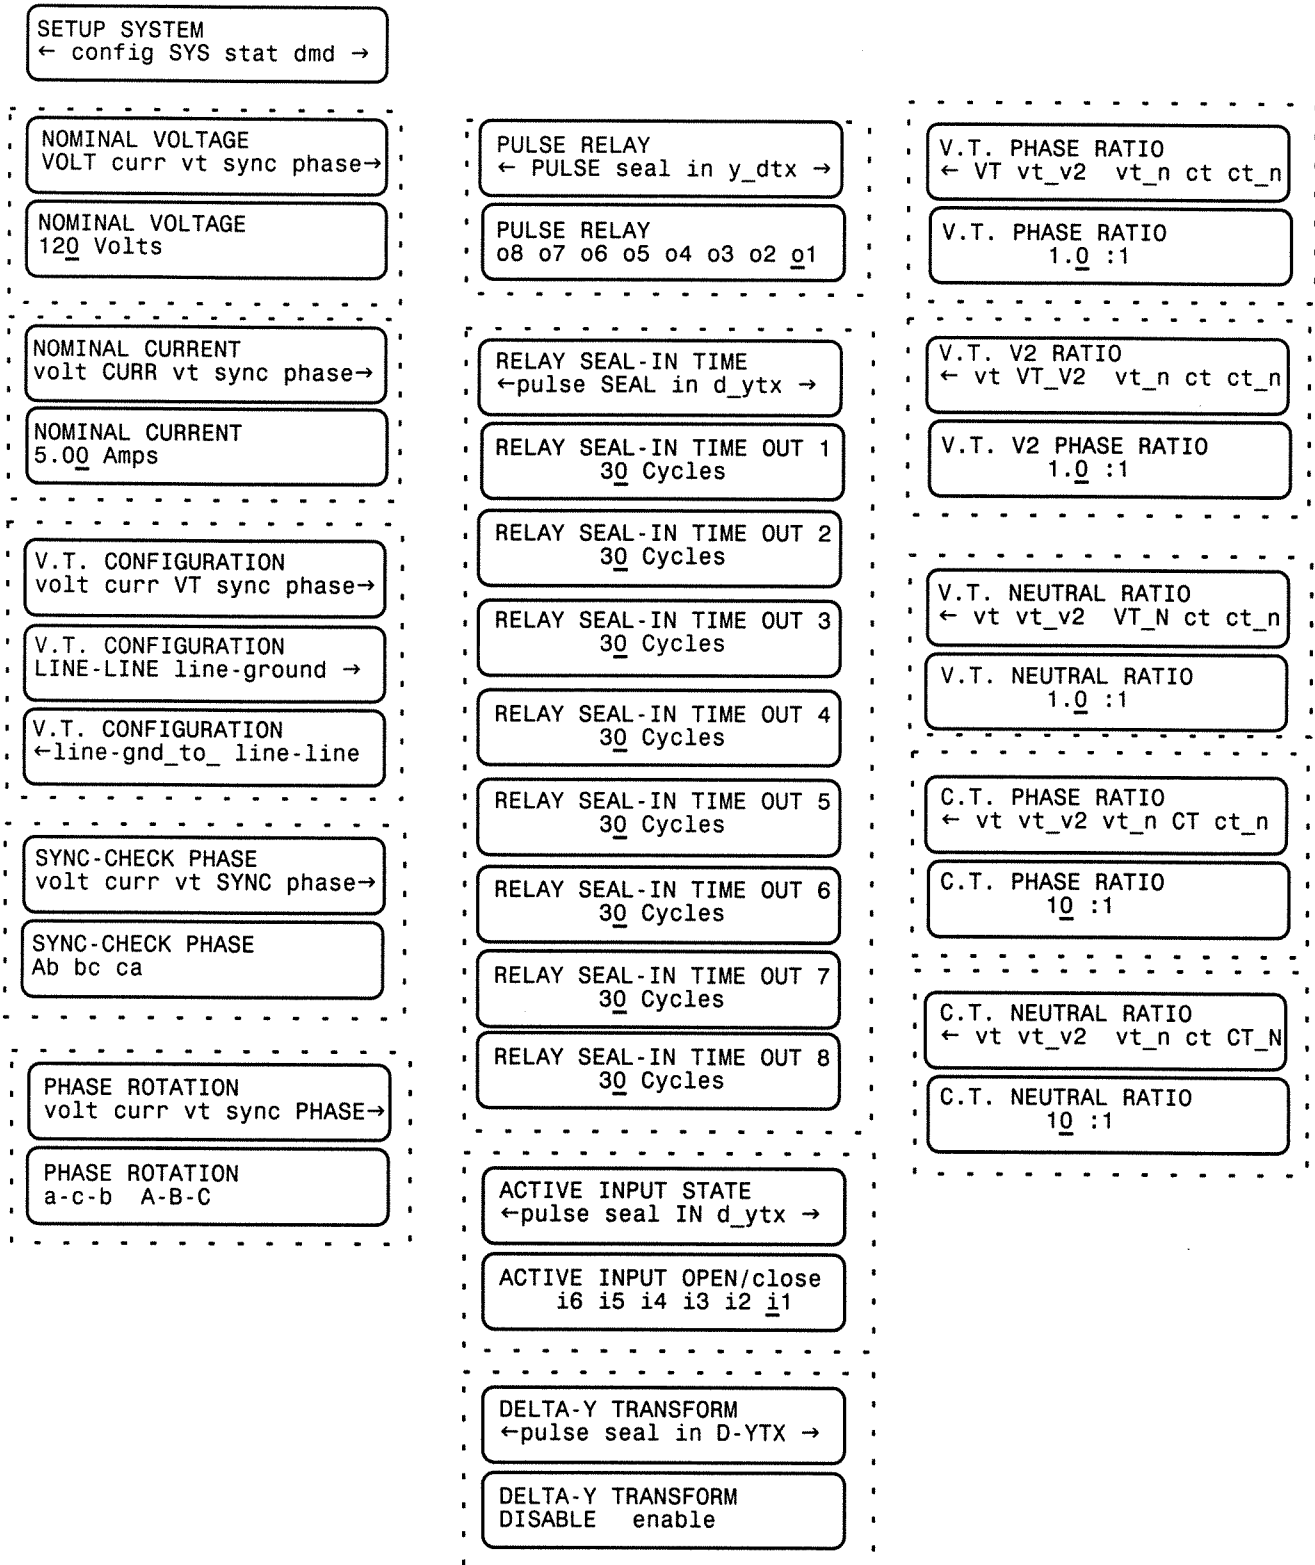 SETUP SYSTEM
← config SYS stat dmd →
NOMINAL VOLTAGE
VOLT curr vt sync phase→
NOMINAL VOLTAGE
120 Volts
NOMINAL CURRENT
volt CURR vt sync phase→
NOMINAL CURRENT
5.00 Amps
V.T. CONFIGURATION
volt curr VT sync phase→
V.T. CONFIGURATION
LINE-LINE line-ground →
V.T. CONFIGURATION
←line-gnd_to_ line-line
SYNC-CHECK PHASE
volt curr vt SYNC phase→
SYNC-CHECK PHASE
Ab bc ca
PHASE ROTATION
volt curr vt sync PHASE→
PHASE ROTATION
a-c-b A-B-C
PULSE RELAY
← PULSE seal in y_dtx →
PULSE RELAY
o8 o7 o6 o5 o4 o3 o2 o1
RELAY SEAL-IN TIME
←pulse SEAL in d_ytx →
RELAY SEAL-IN TIME OUT 1
30 Cycles
RELAY SEAL-IN TIME OUT 2
30 Cycles
RELAY SEAL-IN TIME OUT 3
30 Cycles
RELAY SEAL-IN TIME OUT 4
30 Cycles
RELAY SEAL-IN TIME OUT 5
30 Cycles
RELAY SEAL-IN TIME OUT 6
30 Cycles
RELAY SEAL-IN TIME OUT 7
30 Cycles
RELAY SEAL-IN TIME OUT 8
30 Cycles
ACTIVE INPUT STATE
←pulse seal IN d_ytx →
ACTIVE INPUT OPEN/close
i6 i5 i4 i3 i2 i1
DELTA-Y TRANSFORM
←pulse seal in D-YTX →
DELTA-Y TRANSFORM
DISABLE enable
V.T. PHASE RATIO
← VT vt_v2 vt_n ct ct_n
V.T. PHASE RATIO
1.0 :1
V.T. V2 RATIO
← vt VT_V2 vt_n ct ct_n
V.T. V2 PHASE RATIO
1.0 :1
V.T. NEUTRAL RATIO
← vt vt_v2 VT_N ct ct_n
V.T. NEUTRAL RATIO
1.0 :1
C.T. PHASE RATIO
← vt vt_v2 vt_n CT ct_n
C.T. PHASE RATIO
10 :1
C.T. NEUTRAL RATIO
← vt vt_v2 vt_n ct CT_N
C.T. NEUTRAL RATIO
10 :1